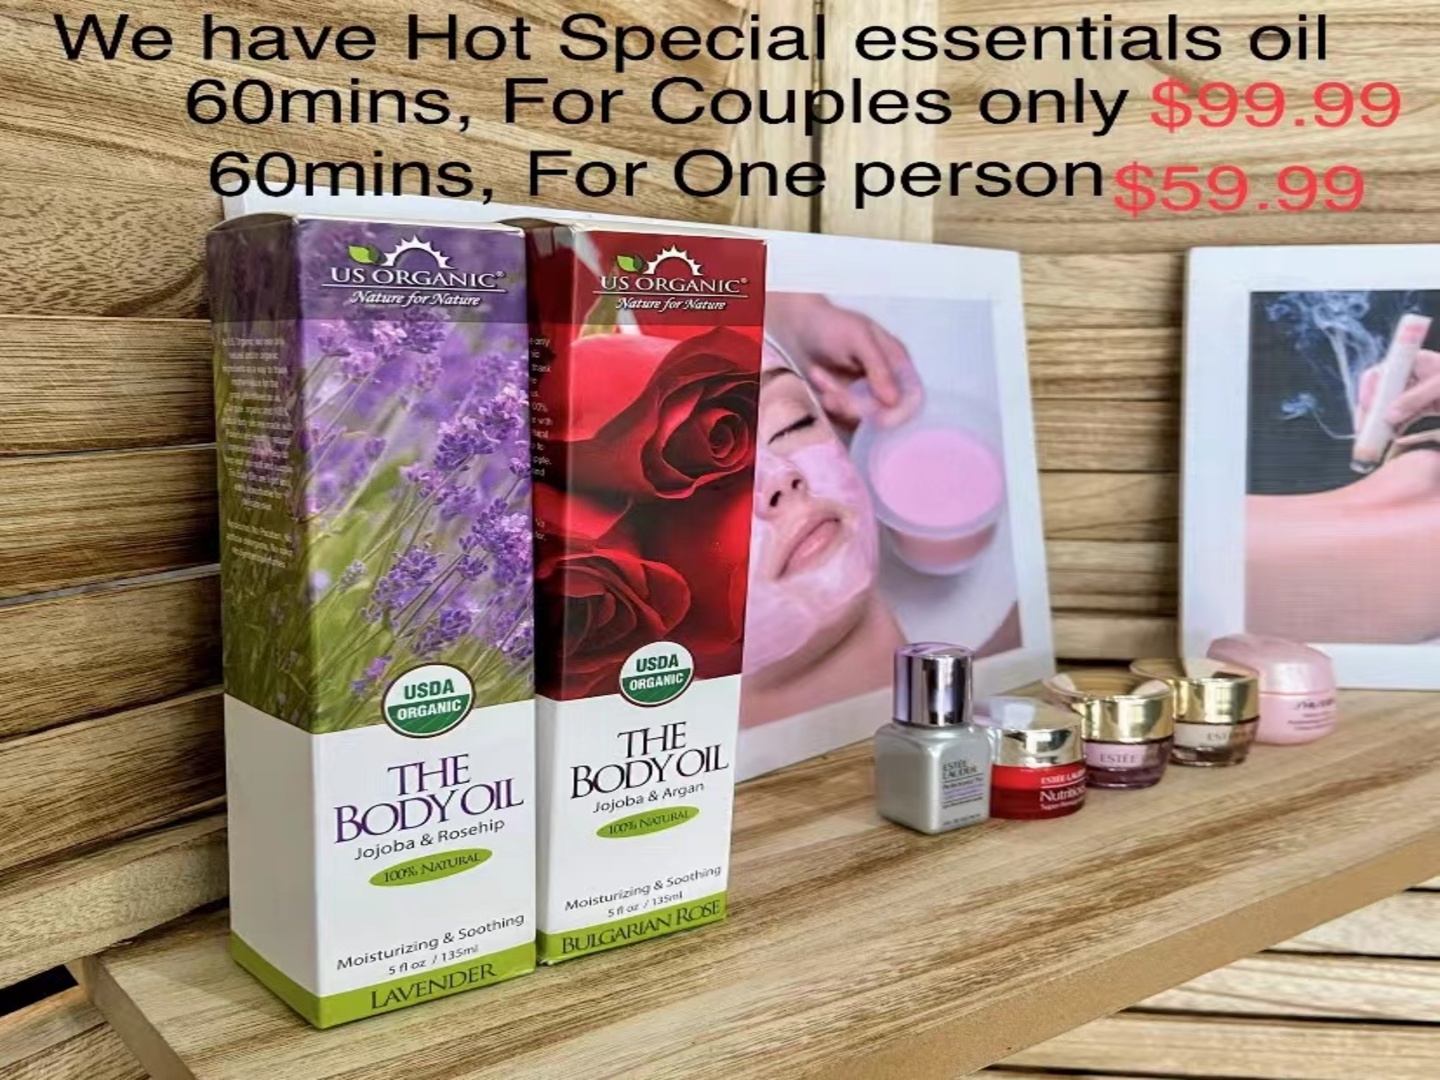 We have Hot Special essentials oil
60mins, For Couples only $99.99
60mins, For One person $59.99
US ORGANIC®
Nature for Nature
USDA
ORGANIC
THE
BODY OIL
Jojoba & Rosehip
100% NATURAL
Moisturizing & Soothing
5 fl oz / 135ml
LAVENDER
US ORGANIC®
Nature for Nature
USDA
ORGANIC
THE
BODY OIL
Jojoba & Argan
100% NATURAL
Moisturizing & Soothing
5 fl oz / 135ml
BULGARIAN ROSE
ESTĒE
LAUDER
ESTĒE
ESTĒE